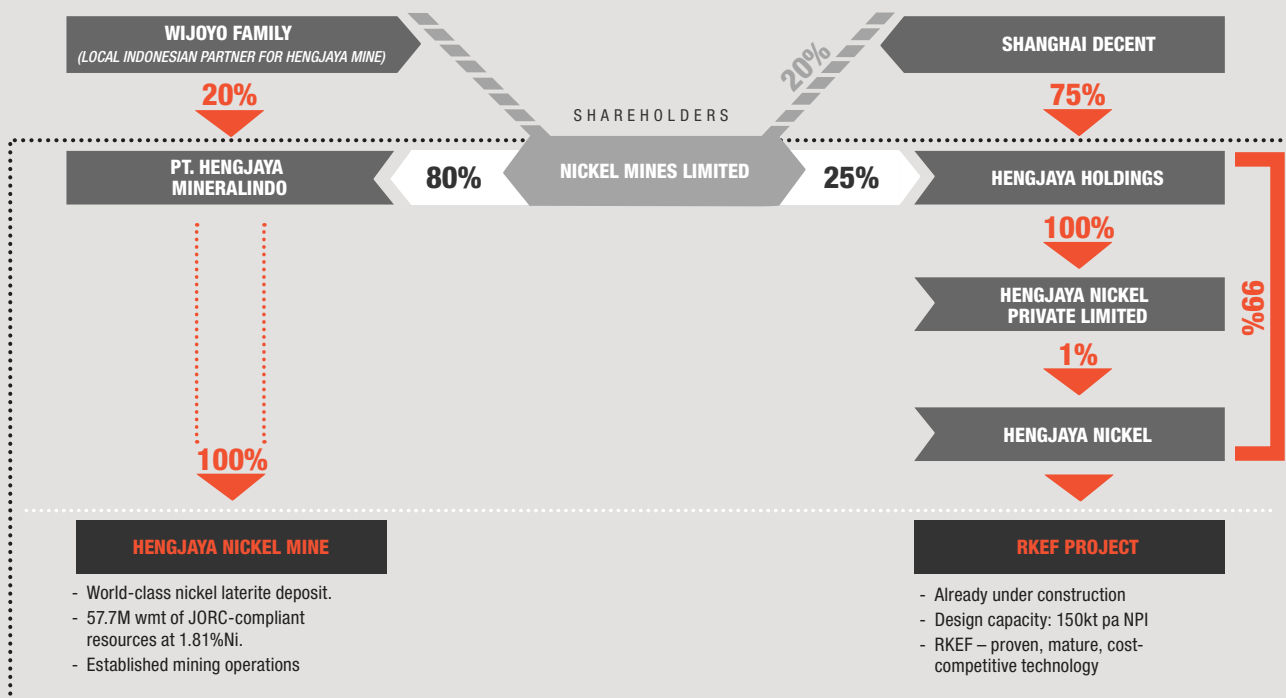 WIJOYO FAMILY
(LOCAL INDONESIAN PARTNER FOR HENGJAYA MINE)
20%
SHANGHAI DECENT
20%
75%
SHAREHOLDERS
PT. HENGJAYA
MINERALINDO
80%
NICKEL MINES LIMITED
25%
HENGJAYA HOLDINGS
100%
HENGJAYA NICKEL
PRIVATE LIMITED
99%
1%
HENGJAYA NICKEL
100%
HENGJAYA NICKEL MINE
- World-class nickel laterite deposit.
- 57.7M wmt of JORC-compliant
resources at 1.81%Ni.
- Established mining operations
RKEF PROJECT
- Already under construction
- Design capacity: 150kt pa NPI
- RKEF – proven, mature, cost-
competitive technology